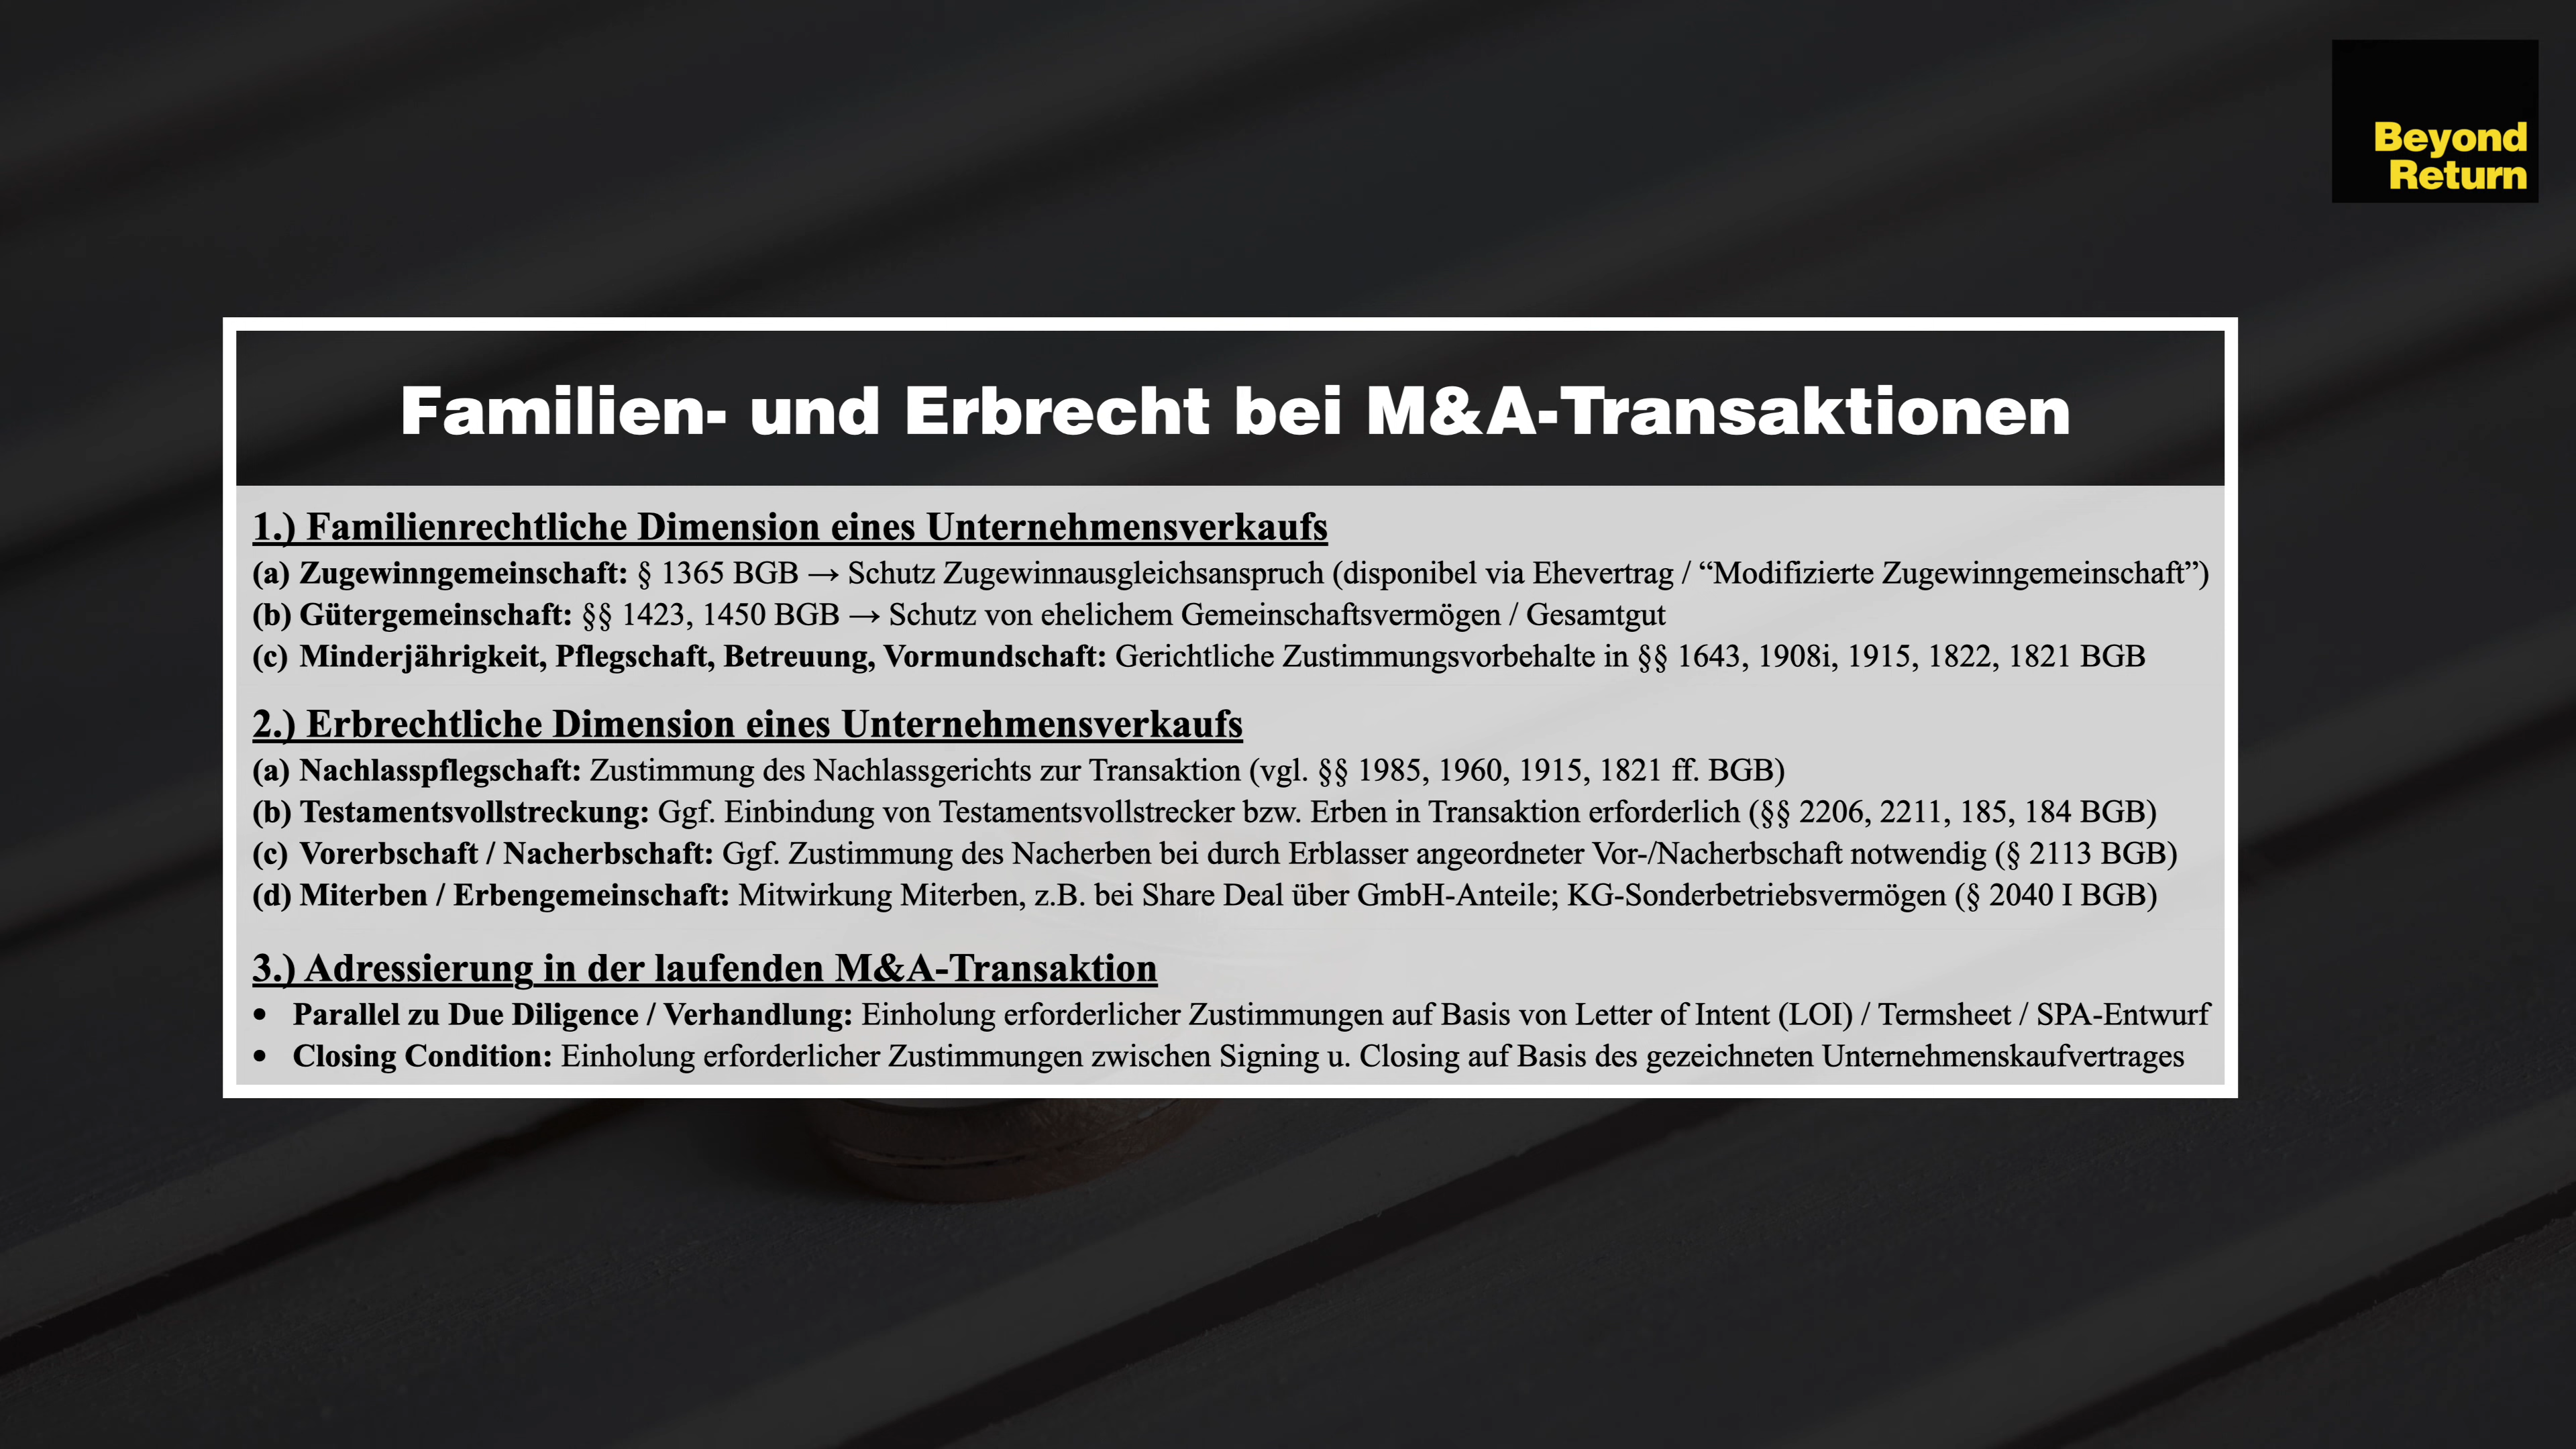 Beyond
Return
Familien- und Erbrecht bei M&A-Transaktionen
1.) Familienrechtliche Dimension eines Unternehmensverkaufs
(a) Zugewinngemeinschaft: § 1365 BGB → Schutz Zugewinnausgleichsanspruch (disponibel via Ehevertrag / “Modifizierte Zugewinngemeinschaft”)
(b) Gütergemeinschaft: §§ 1423, 1450 BGB → Schutz von ehelichem Gemeinschaftsvermögen / Gesamtgut
(c) Minderjährigkeit, Pflegschaft, Betreuung, Vormundschaft: Gerichtliche Zustimmungsvorbehalte in §§ 1643, 1908i, 1915, 1822, 1821 BGB
2.) Erbrechtliche Dimension eines Unternehmensverkaufs
(a) Nachlasspflegschaft: Zustimmung des Nachlassgerichts zur Transaktion (vgl. §§ 1985, 1960, 1915, 1821 ff. BGB)
(b) Testamentsvollstreckung: Ggf. Einbindung von Testamentsvollstrecker bzw. Erben in Transaktion erforderlich (§§ 2206, 2211, 185, 184 BGB)
(c) Vorerbschaft / Nacherbschaft: Ggf. Zustimmung des Nacherben bei durch Erblasser angeordneter Vor-/Nacherbschaft notwendig (§ 2113 BGB)
(d) Miterben / Erbengemeinschaft: Mitwirkung Miterben, z.B. bei Share Deal über GmbH-Anteile; KG-Sonderbetriebsvermögen (§ 2040 I BGB)
3.) Adressierung in der laufenden M&A-Transaktion
• Parallel zu Due Diligence / Verhandlung: Einholung erforderlicher Zustimmungen auf Basis von Letter of Intent (LOI) / Termsheet / SPA-Entwurf
• Closing Condition: Einholung erforderlicher Zustimmungen zwischen Signing u. Closing auf Basis des gezeichneten Unternehmenskaufvertrages